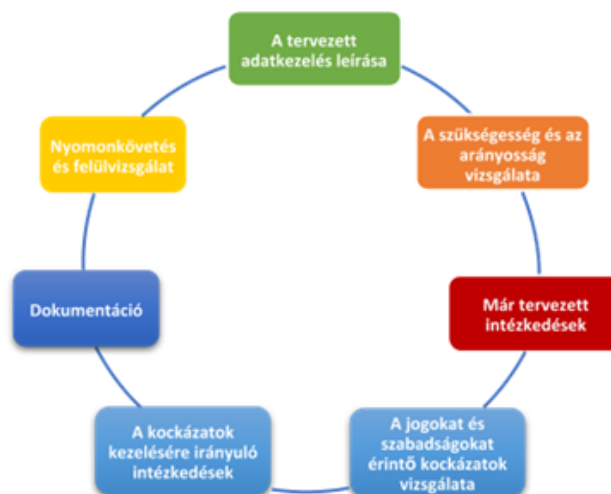 A tervezett
adatkezelés leírása
A szükségesség és az
arányosság
vizsgálata
Már tervezett
intézkedések
A jogokat és
szabadságokat
érintő kockázatok
vizsgálata
A kockázatok
kezelésére irányuló
intézkedések
Dokumentáció
Nyomonkövetés
és felülvizsgálat